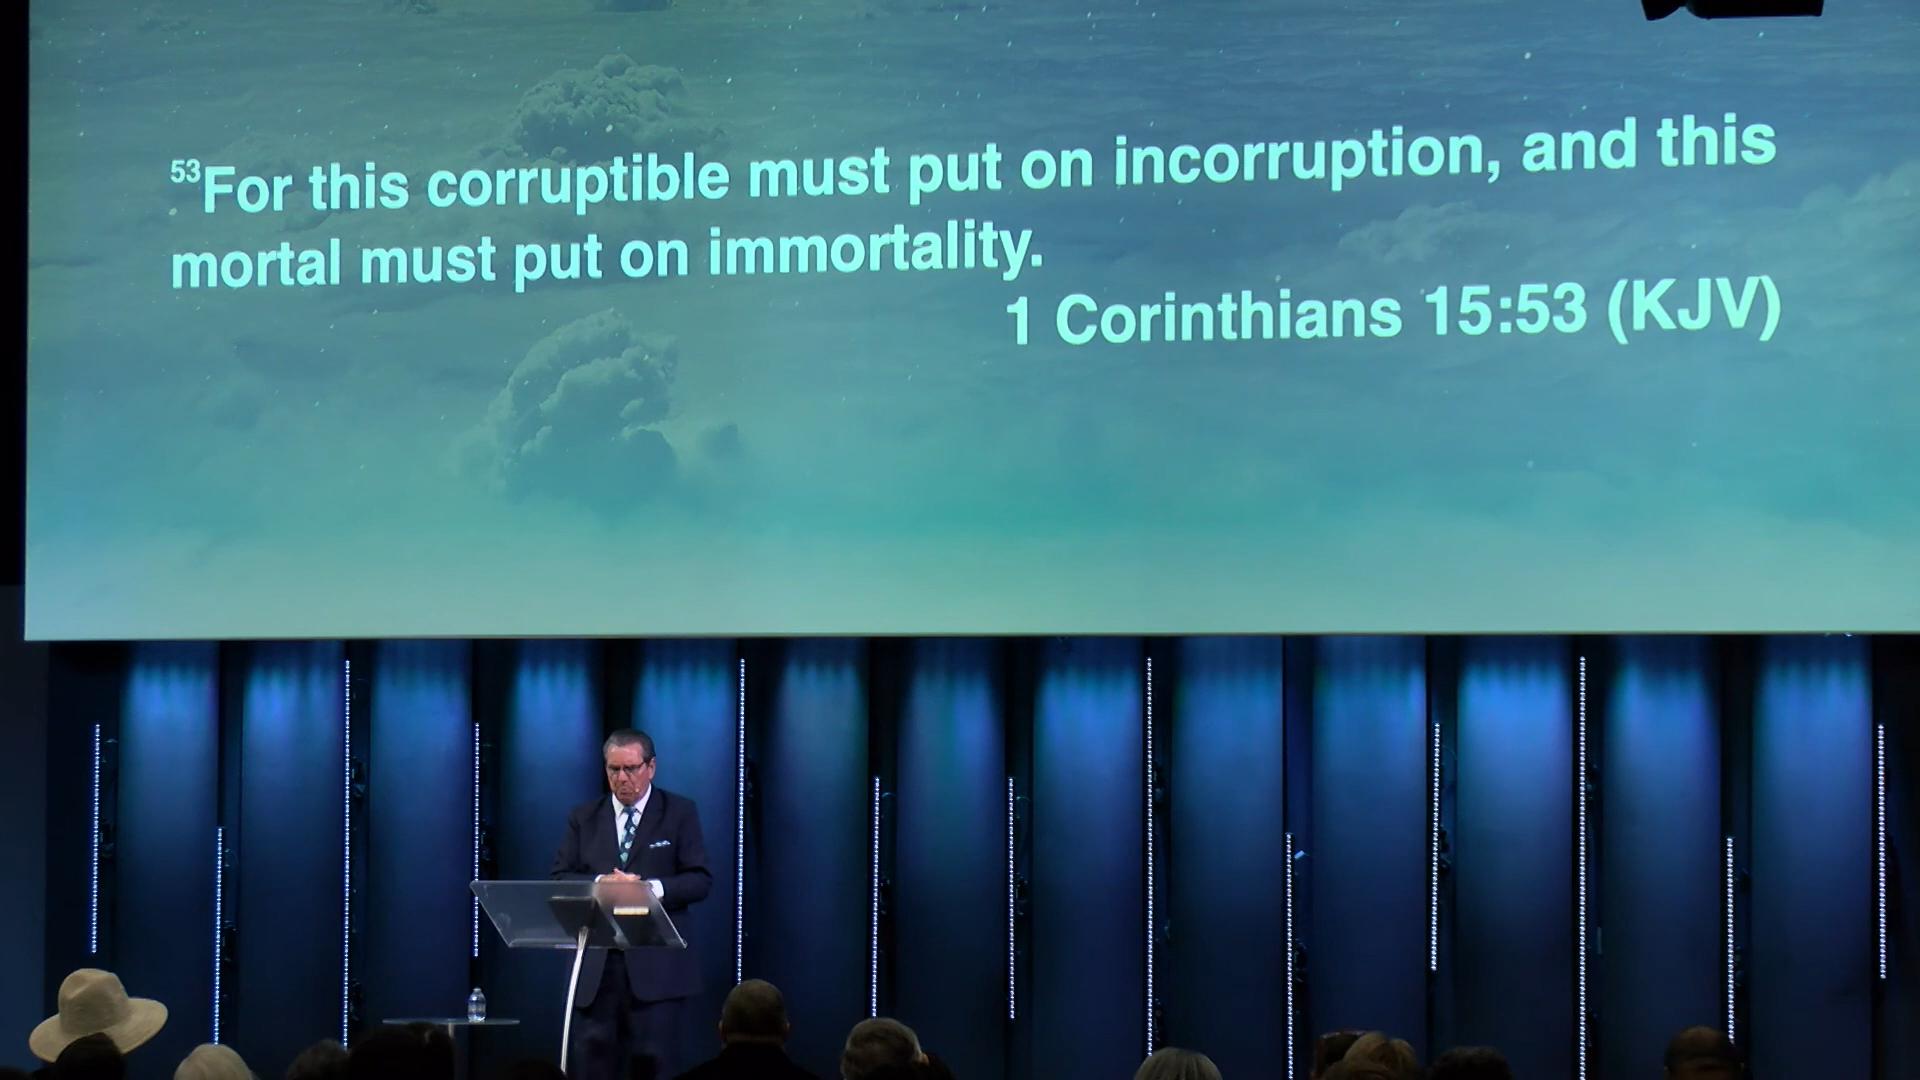 53For this corruptible must put on incorruption, and this
mortal must put on immortality.
1 Corinthians 15:53 (KJV)